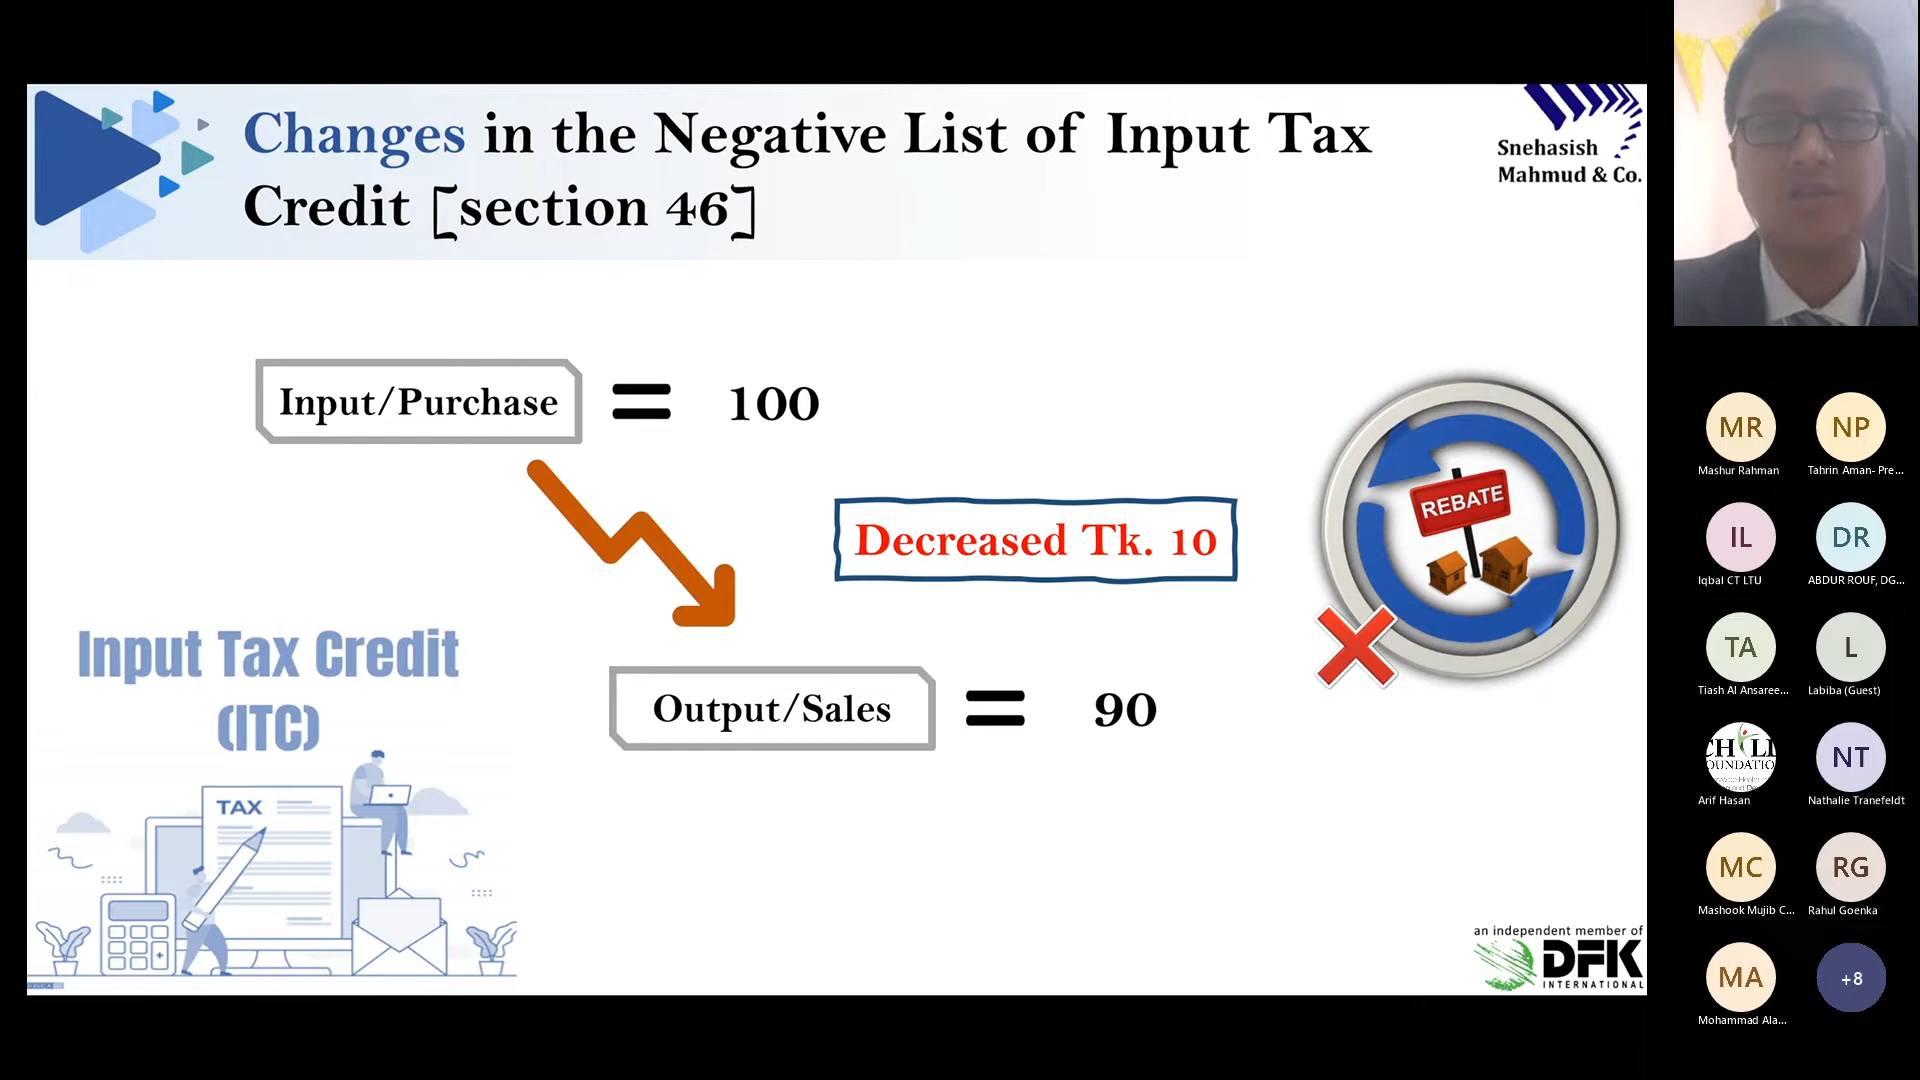 Changes in the Negative List of Input Tax
Credit [section 46]
Snehasish
Mahmud & Co.
Input/Purchase = 100
Decreased Tk. 10
REBATE
Output/Sales = 90
Input Tax Credit
(ITC)
TAX
an independent member of
DFK
INTERNATIONAL
MR
Mashur Rahman
NP
Tahrin Aman- Pre...
IL
Iqbal CT LTU
DR
ABDUR ROUF, DG...
TA
Tiash Al Ansaree...
L
Labiba (Guest)
Arif Hasan
NT
Nathalie Tranefeldt
MC
Mashook Mujib C...
RG
Rahul Goenka
MA
Mohammad Ala...
+8